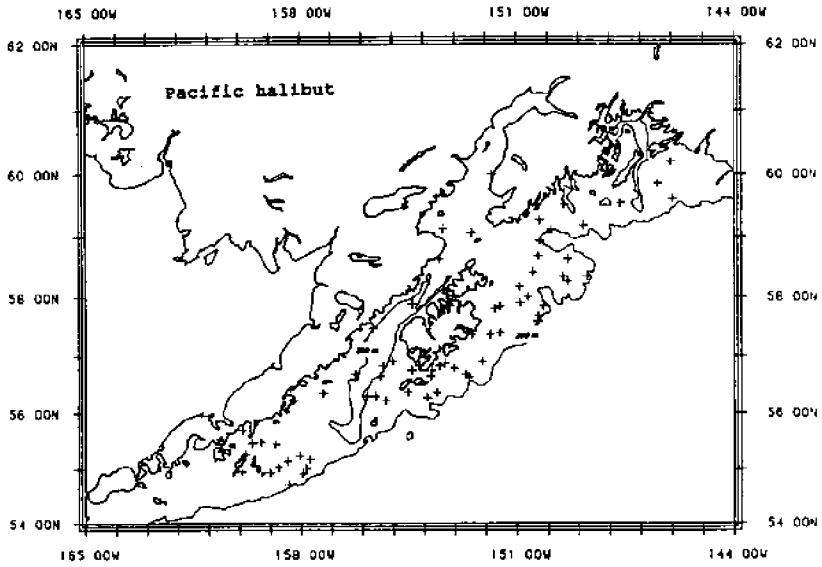 165 00W 158 00W 151 00W 144 00W
62 00N 62 00N
Pacific halibut
60 00N 60 00N
58 00N 58 00N
56 00N 56 00N
54 00N 54 00N
165 00W 158 00W 151 00W 144 00W